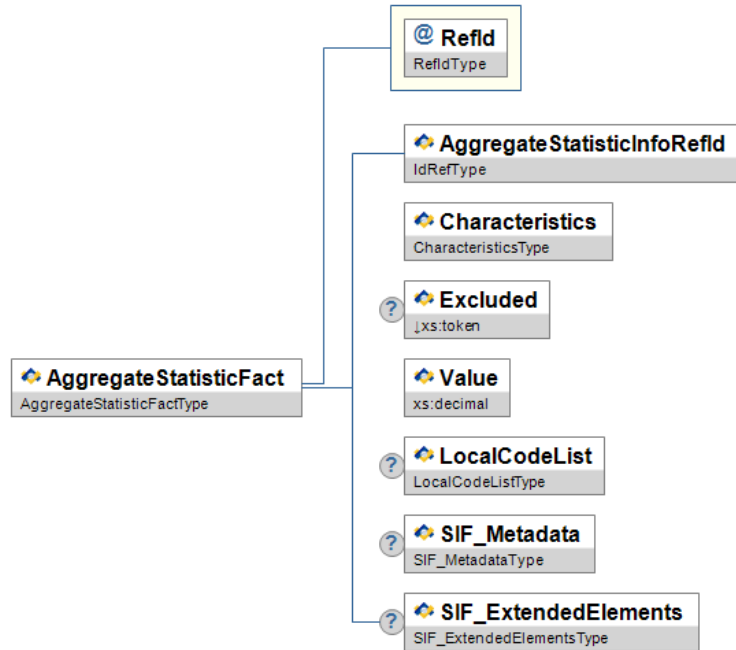 @ RefId
RefIdType
AggregateStatisticInfoRefId
IdRefType
Characteristics
CharacteristicsType
? Excluded
↓xs:token
AggregateStatisticFact
AggregateStatisticFactType
Value
xs:decimal
? LocalCodeList
LocalCodeListType
? SIF_Metadata
SIF_MetadataType
? SIF_ExtendedElements
SIF_ExtendedElementsType